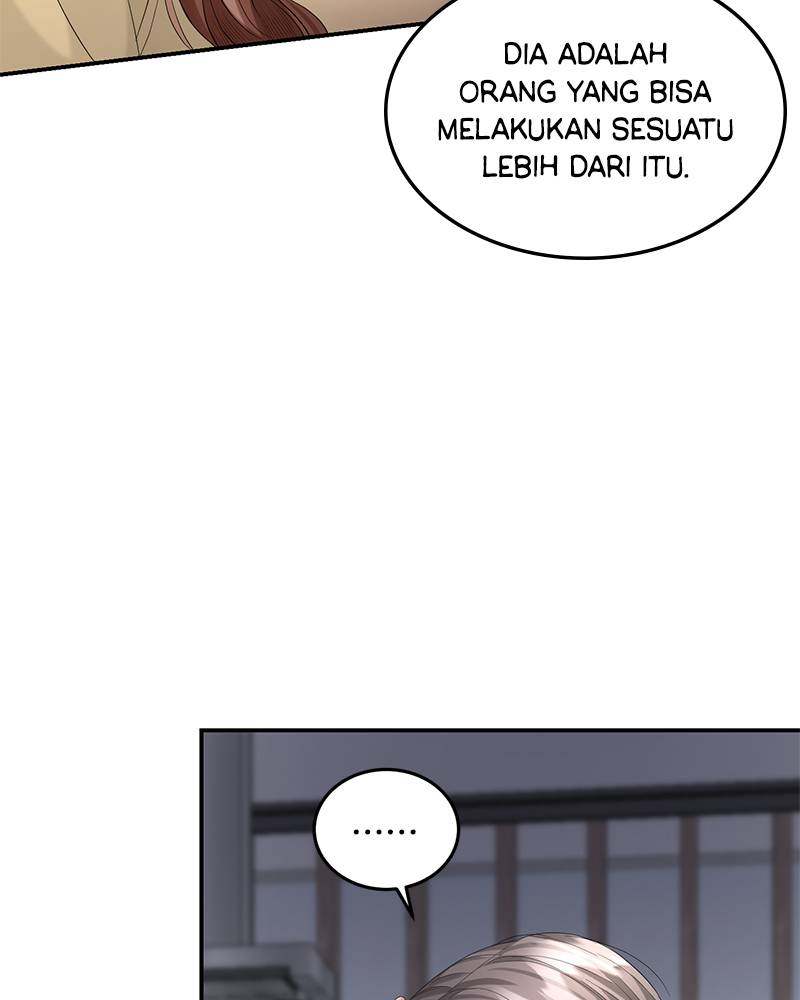 DIA ADALAH
ORANG YANG BISA
MELAKUKAN SESUATU
LEBIH DARI ITU.
......